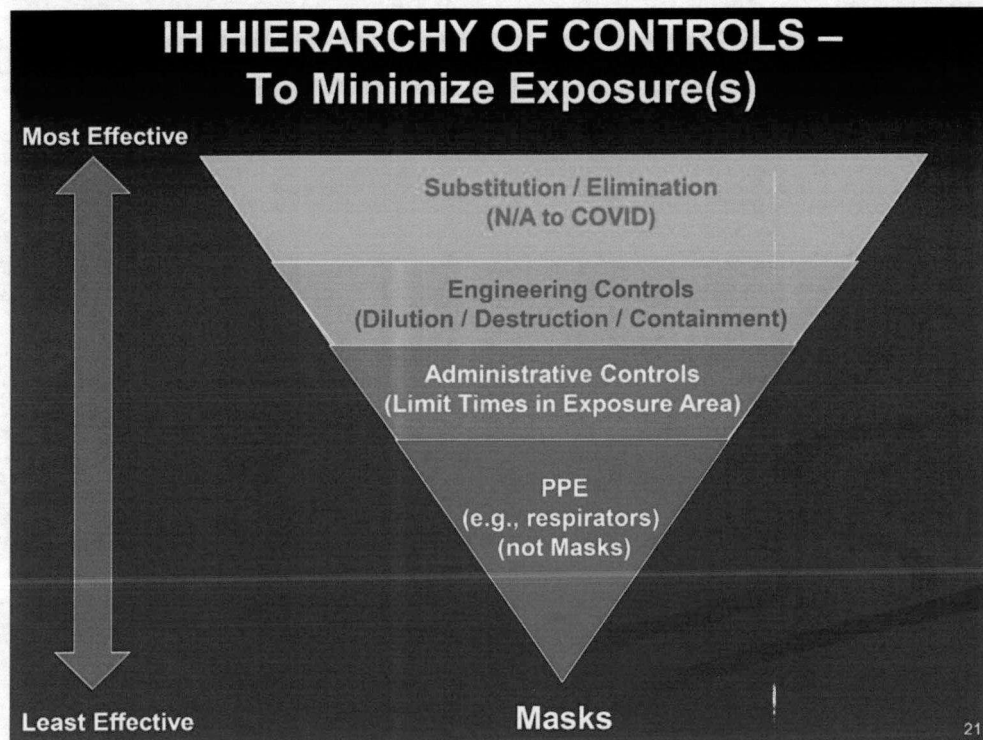 IH HIERARCHY OF CONTROLS –
To Minimize Exposure(s)
Most Effective
Substitution / Elimination
(N/A to COVID)
Engineering Controls
(Dilution / Destruction / Containment)
Administrative Controls
(Limit Times in Exposure Area)
PPE
(e.g., respirators)
(not Masks)
Least Effective
Masks
21